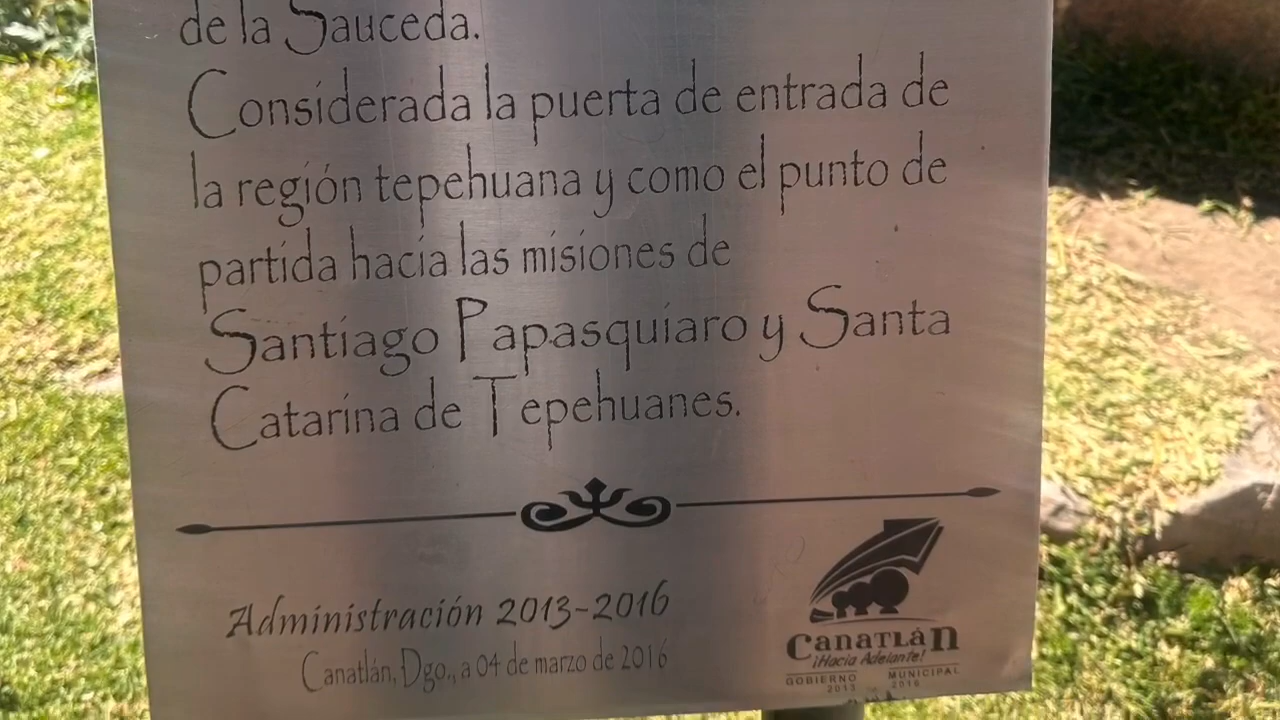 de la Sauceda.
Considerada la puerta de entrada de
la región tepehuana y como el punto de
partida hacia las misiones de
Santiago Papasquiaro y Santa
Catarina de Tepehuanes.
Administración 2013-2016
Canatlán, Dgo., a 04 de marzo de 2016
Canatlán
¡Hacia Adelante!
GOBIERNO MUNICIPAL
2013 2016